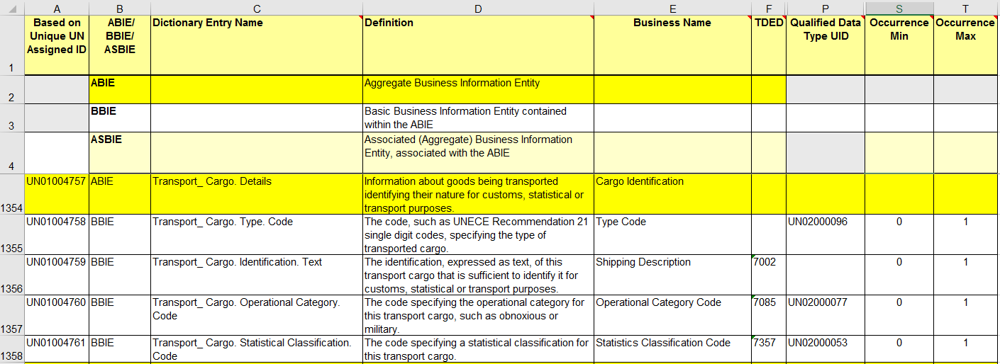 A B C D E F P S T
Based on Unique UN Assigned ID ABIE/ BBIE/ ASBIE Dictionary Entry Name Definition Business Name TDED Qualified Data Type UID Occurrence Min Occurrence Max
1
ABIE Aggregate Business Information Entity
2
BBIE Basic Business Information Entity contained
within the ABIE
3
ASBIE Associated (Aggregate) Business Information
Entity, associated with the ABIE
4
UN01004757 ABIE Transport_ Cargo. Details Information about goods being transported Cargo Identification
identifying their nature for customs, statistical or
1354 transport purposes.
UN01004758 BBIE Transport_ Cargo. Type. Code The code, such as UNECE Recommendation 21 Type Code UN02000096 0 1
single digit codes, specifying the type of
1355 transported cargo.
UN01004759 BBIE Transport_ Cargo. Identification. Text The identification, expressed as text, of this Shipping Description 7002 0 1
transport cargo that is sufficient to identify it for
1356 customs, statistical or transport purposes.
UN01004760 BBIE Transport_ Cargo. Operational Category. The code specifying the operational category for Operational Category Code 7085 UN02000077 0 1
Code this transport cargo, such as obnoxious or
1357 military.
UN01004761 BBIE Transport_ Cargo. Statistical Classification. The code specifying a statistical classification for Statistics Classification Code 7357 UN02000053 0 1
1358 Code this transport cargo.